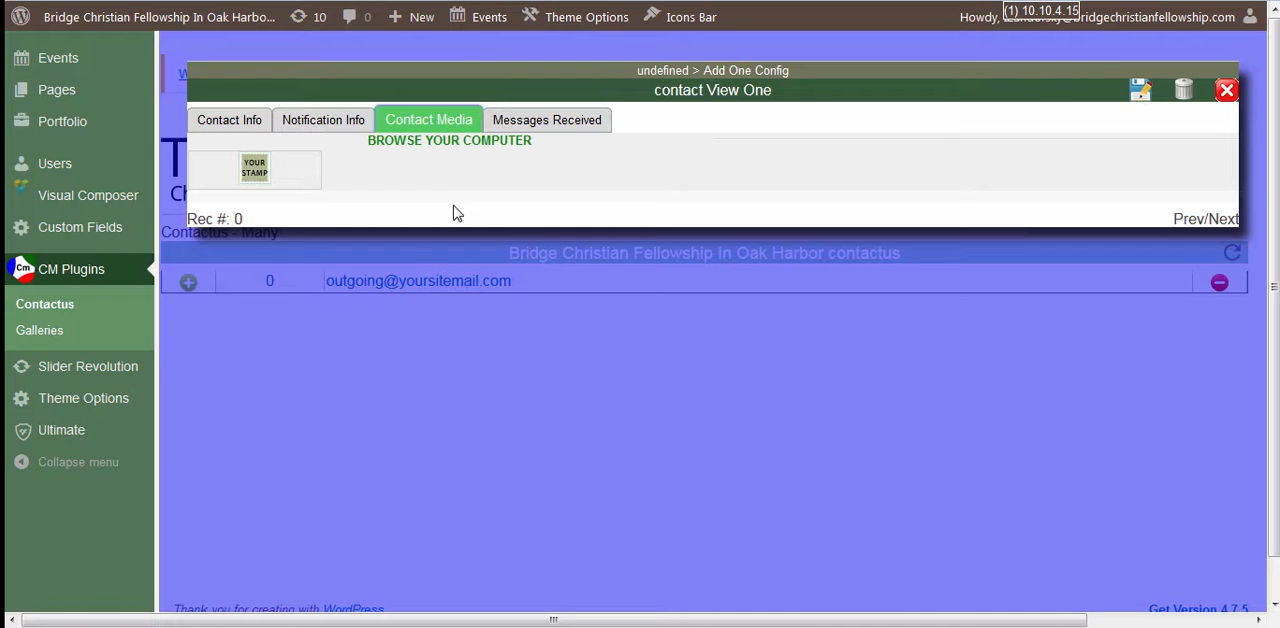 Bridge Christian Fellowship In Oak Harbo... 10 0 + New Events Theme Options Icons Bar
(1) 10.10.4.15
Howdy, bridgechristianfellowship.com
Events
Pages
Portfolio
Users
Visual Composer
Custom Fields
CM Plugins
Contactus
Galleries
Slider Revolution
Theme Options
Ultimate
Collapse menu
undefined > Add One Config
contact View One
Contact Info Notification Info Contact Media Messages Received
BROWSE YOUR COMPUTER
YOUR
STAMP
Rec #: 0 Prev/Next
Contactus - Many
Bridge Christian Fellowship In Oak Harbor contactus
0 outgoing@yoursitemail.com
Thank you for creating with WordPress
Get Version 4.7.5